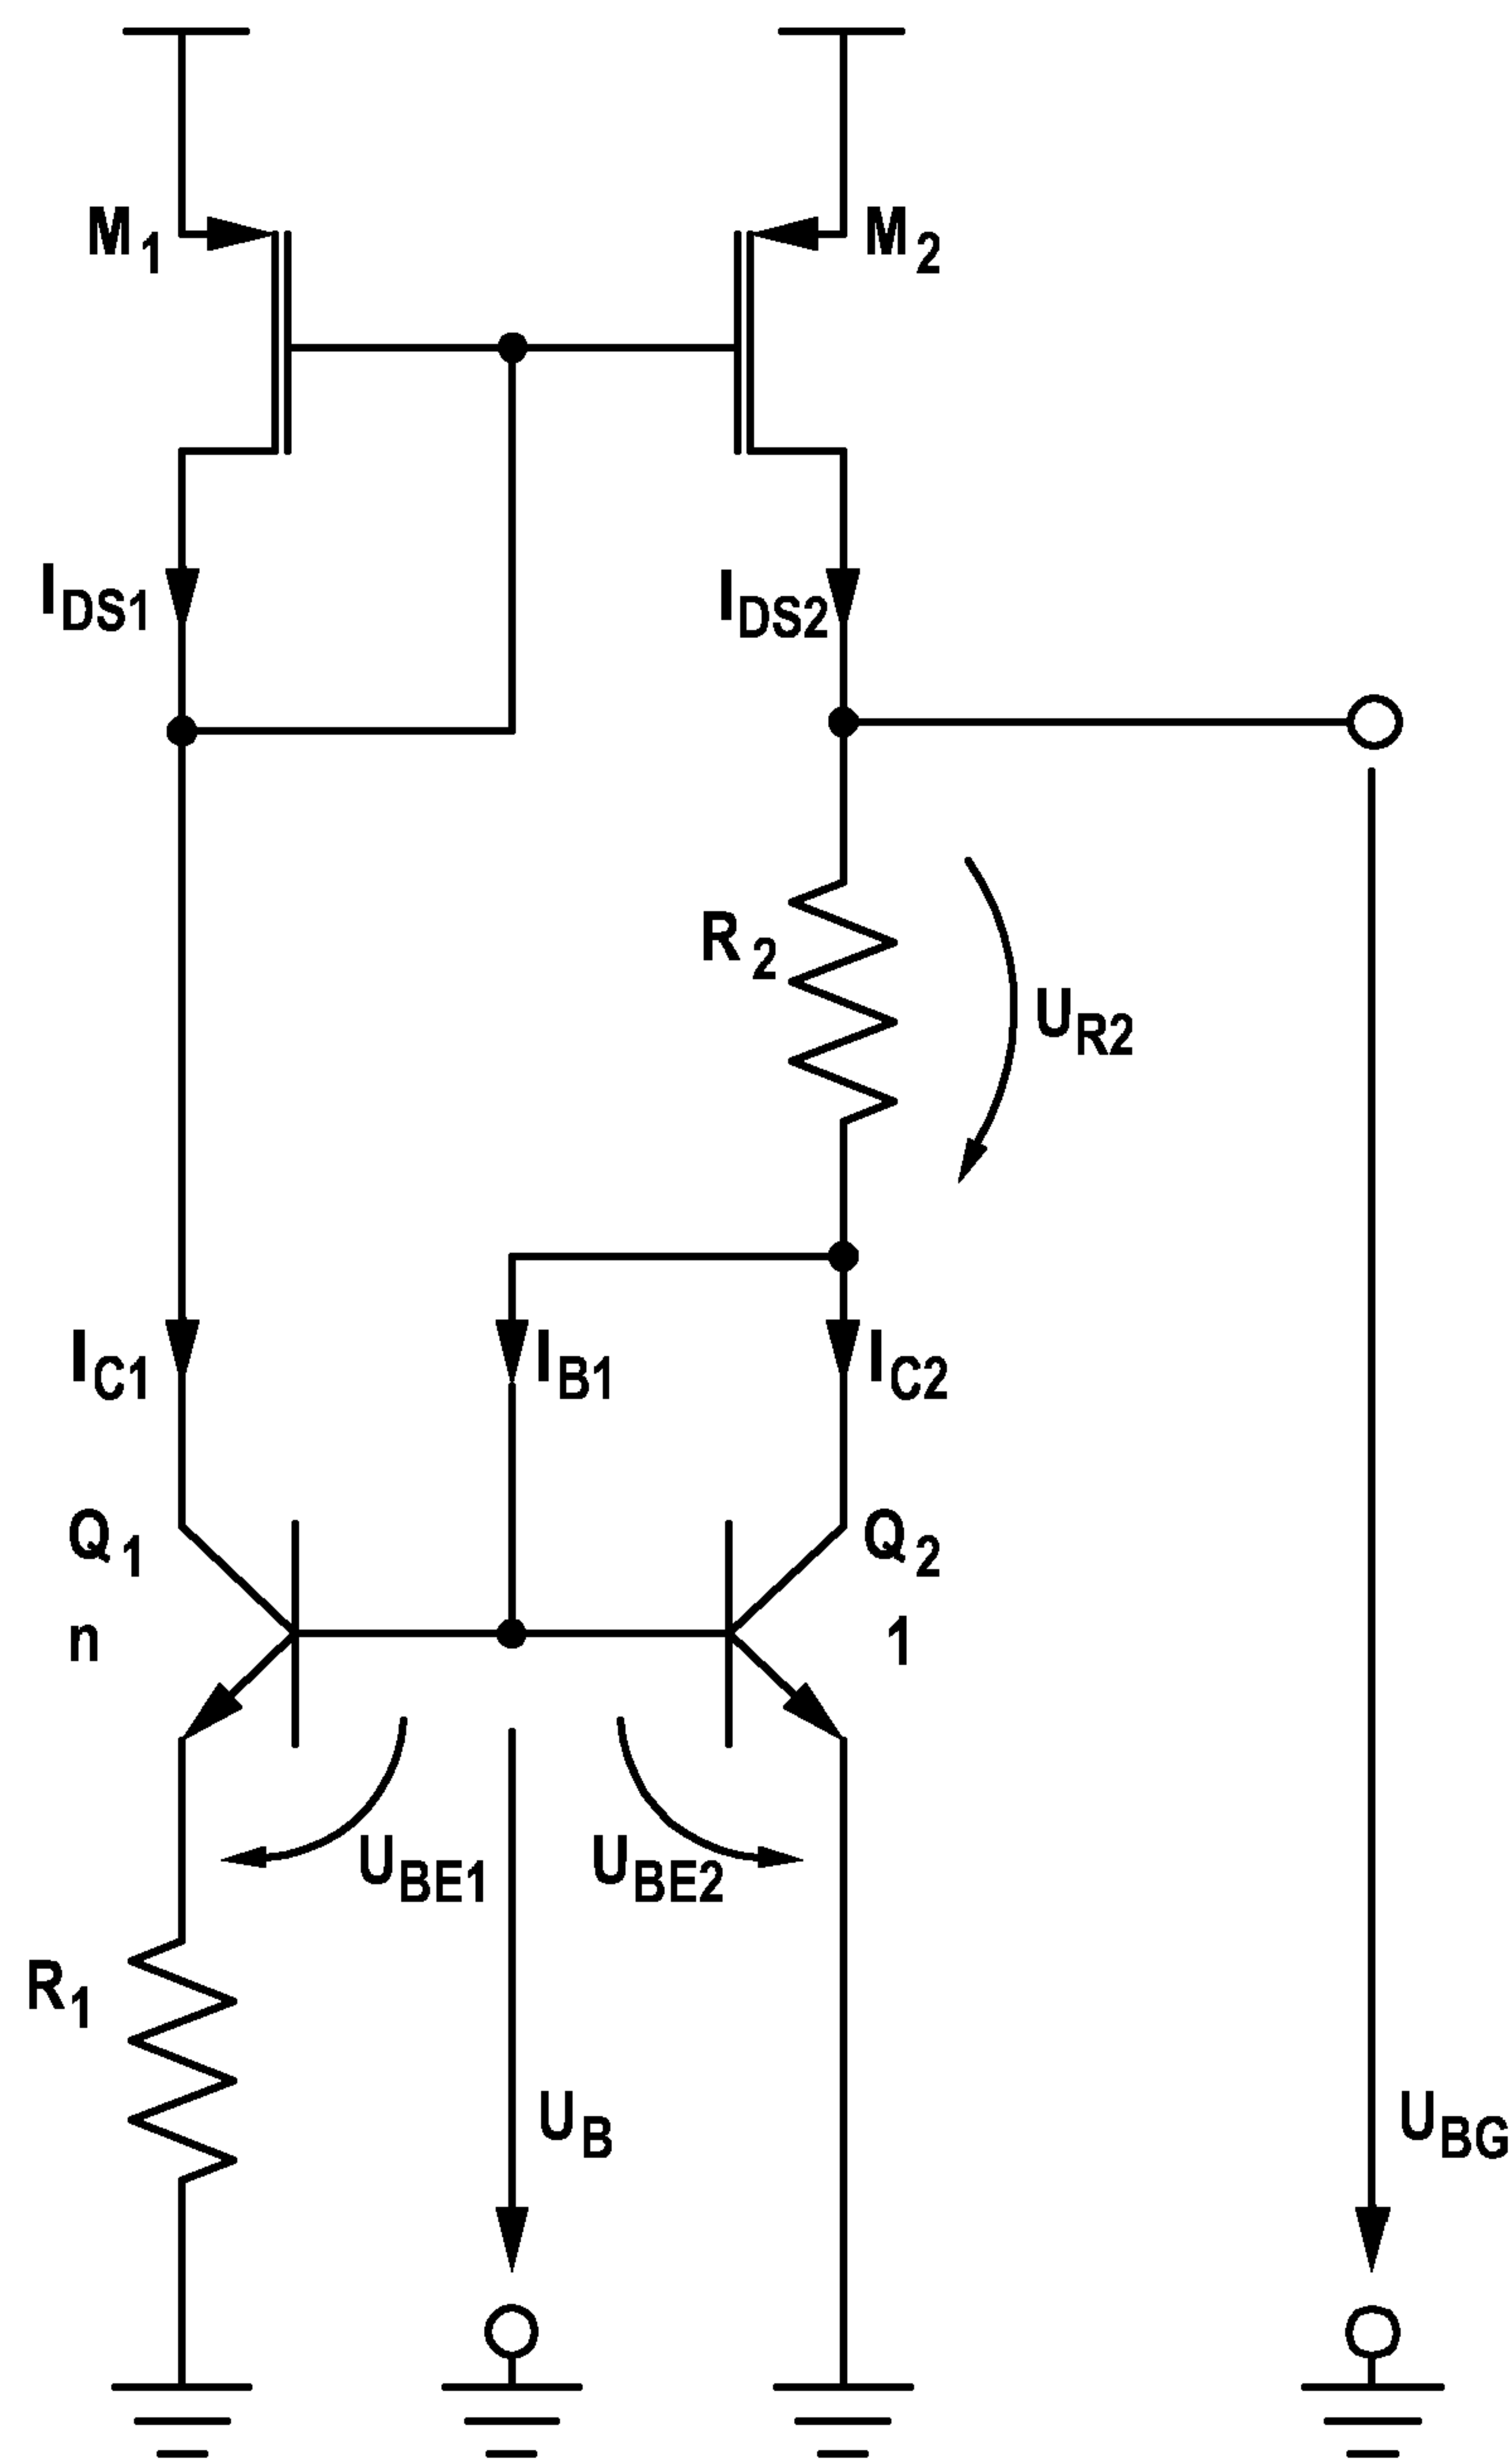 M1
M2
IDS1
IDS2
R2
UR2
IC1
IB1
IC2
Q1
Q2
n
1
UBE1
UBE2
R1
UB
UBG